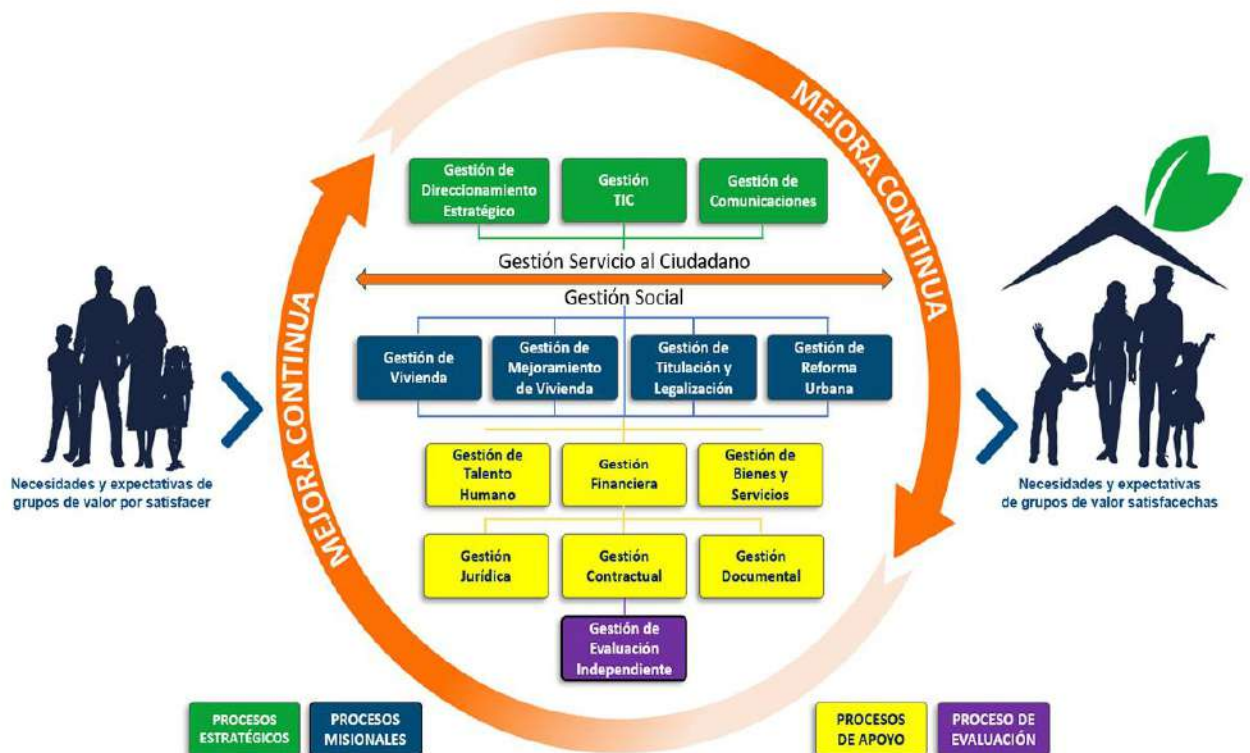 MEJORA CONTINUA
MEJORA CONTINUA
Gestión de
Direccionamiento
Estratégico
Gestión
TIC
Gestión de
Comunicaciones
Gestión Servicio al Ciudadano
Gestión Social
Gestión de
Vivienda
Gestión de
Mejoramiento
de Vivienda
Gestión de
Titulación y
Legalización
Gestión de
Reforma
Urbana
Necesidades y expectativas de
grupos de valor por satisfacer
Necesidades y expectativas
de grupos de valor satisfacechas
Gestión de
Talento
Humano
Gestión
Financiera
Gestión de
Bienes y
Servicios
Gestión
Jurídica
Gestión
Contractual
Gestión
Documental
Gestión de
Evaluación
Independiente
PROCESOS
ESTRATÉGICOS
PROCESOS
MISIONALES
PROCESOS
DE APOYO
PROCESO DE
EVALUACIÓN